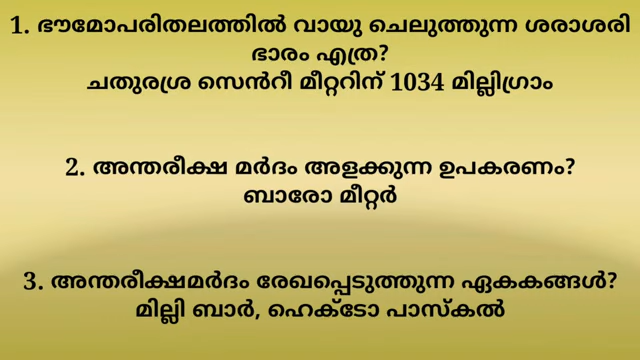 1. ഭൗമോപരിതലത്തിൽ വായു ചെലുത്തുന്ന ശരാശരി
ഭാരം എത്ര?
ചതുരശ്ര സെൻറീ മീറ്ററിന് 1034 മില്ലിഗ്രാം
2. അന്തരീക്ഷ മർദം അളക്കുന്ന ഉപകരണം?
ബാരോ മീറ്റർ
3. അന്തരീക്ഷമർദം രേഖപ്പെടുത്തുന്ന ഏകകങ്ങൾ?
മില്ലി ബാർ, ഹെക്ടോ പാസ്കൽ